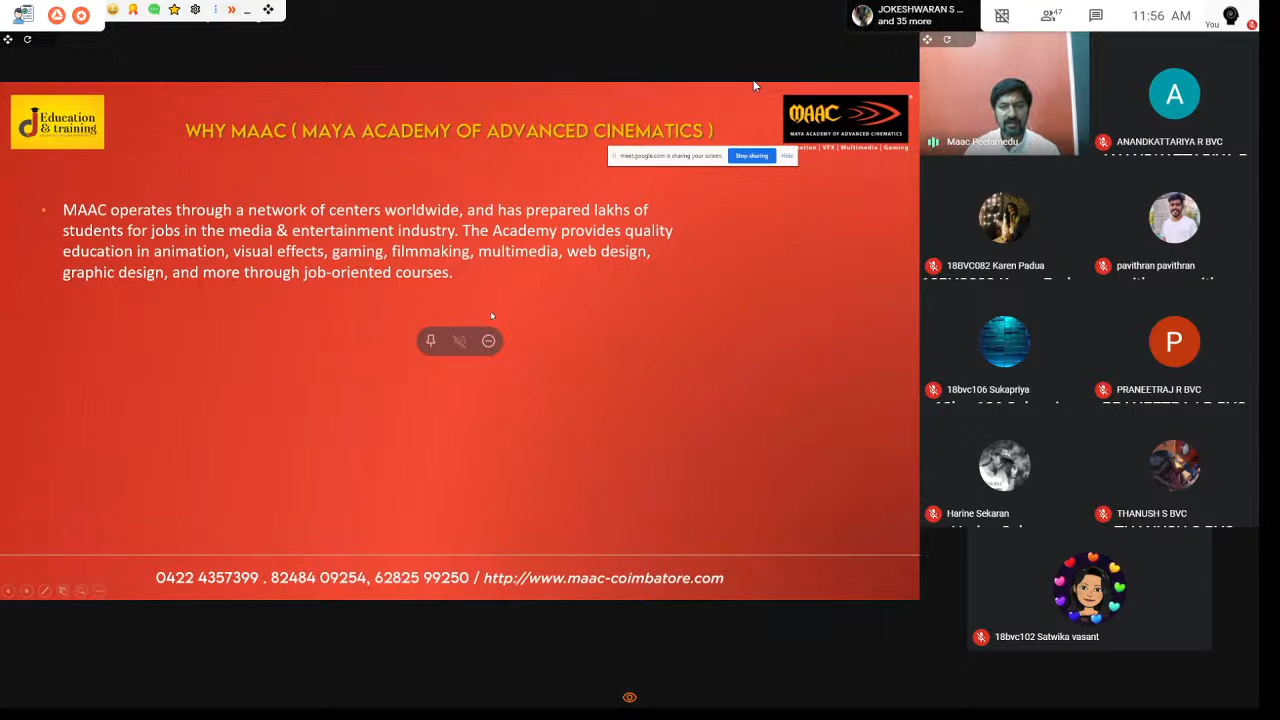 JOKESHWARAN S ...
and 35 more
47
11:56 AM
You
Education
& training
WHY MAAC ( MAYA ACADEMY OF ADVANCED CINEMATICS )
MAAC
MAYA ACADEMY OF ADVANCED CINEMATICS
| VFX | Multimedia | Gaming
meet.google.com is sharing your screen.
Stop sharing
Hide
• MAAC operates through a network of centers worldwide, and has prepared lakhs of
students for jobs in the media & entertainment industry. The Academy provides quality
education in animation, visual effects, gaming, filmmaking, multimedia, web design,
graphic design, and more through job-oriented courses.
0422 4357399 . 82484 09254, 62825 99250 / http://www.maac-coimbatore.com
Maac Peelamedu
A
ANANDKATTARIYA R BVC
18BVC082 Karen Padua
pavithran pavithran
18bvc106 Sukapriya
P
PRANEETRAJ R BVC
Harine Sekaran
THANUSH S BVC
18bvc102 Satwika vasant